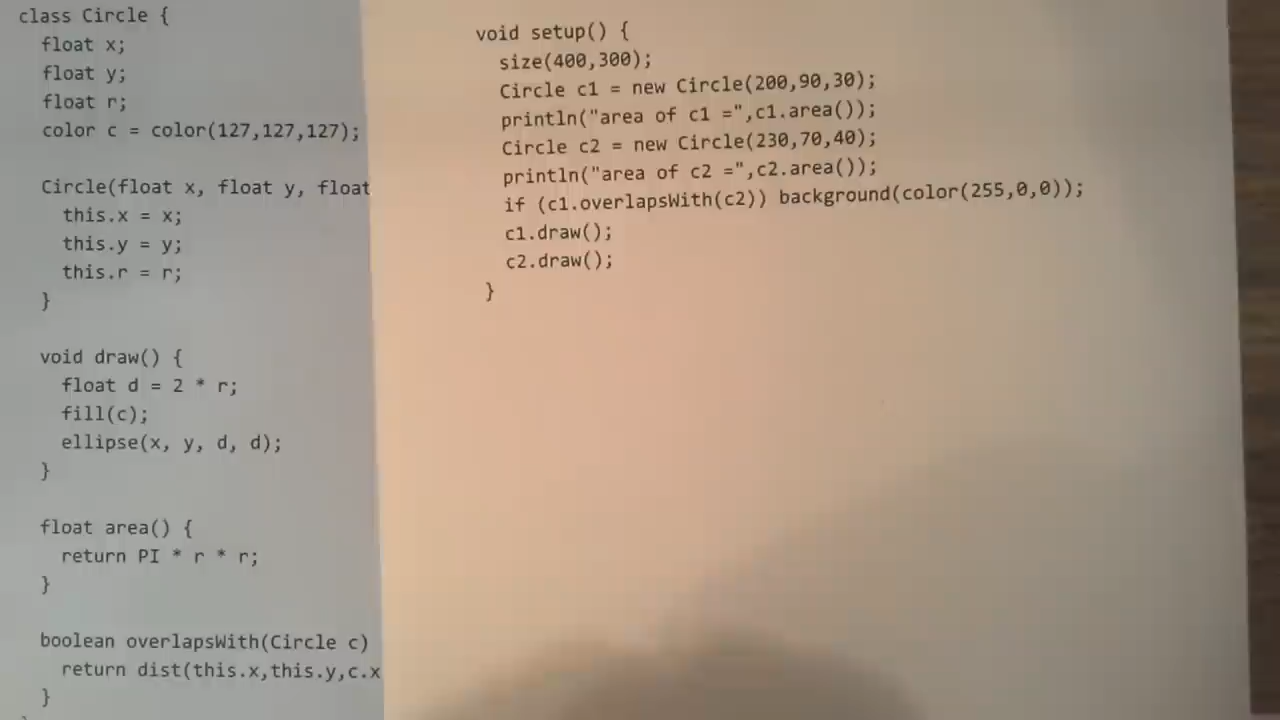 class Circle {
float x;
float y;
float r;
color c = color(127,127,127);
Circle(float x, float y, float
this.x = x;
this.y = y;
this.r = r;
}
void draw() {
float d = 2 * r;
fill(c);
ellipse(x, y, d, d);
}
float area() {
return PI * r * r;
}
boolean overlapsWith(Circle c)
return dist(this.x,this.y,c.x
}
void setup() {
size(400,300);
Circle c1 = new Circle(200,90,30);
println("area of c1 =",c1.area());
Circle c2 = new Circle(230,70,40);
println("area of c2 =",c2.area());
if (c1.overlapsWith(c2)) background(color(255,0,0));
c1.draw();
c2.draw();
}